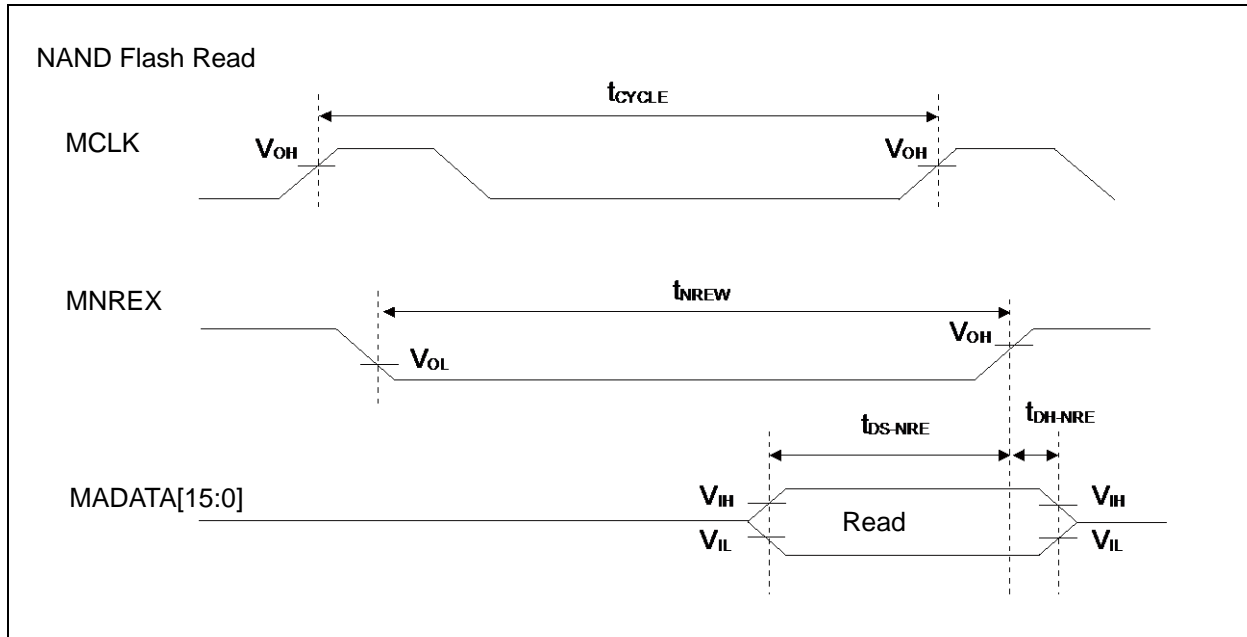 NAND Flash Read
tCYCLE
MCLK
VOH
VOH
tNREW
MNREX
VOH
VOL
tDS-NRE
tDH-NRE
MADATA[15:0]
VIH
VIH
Read
VIL
VIL